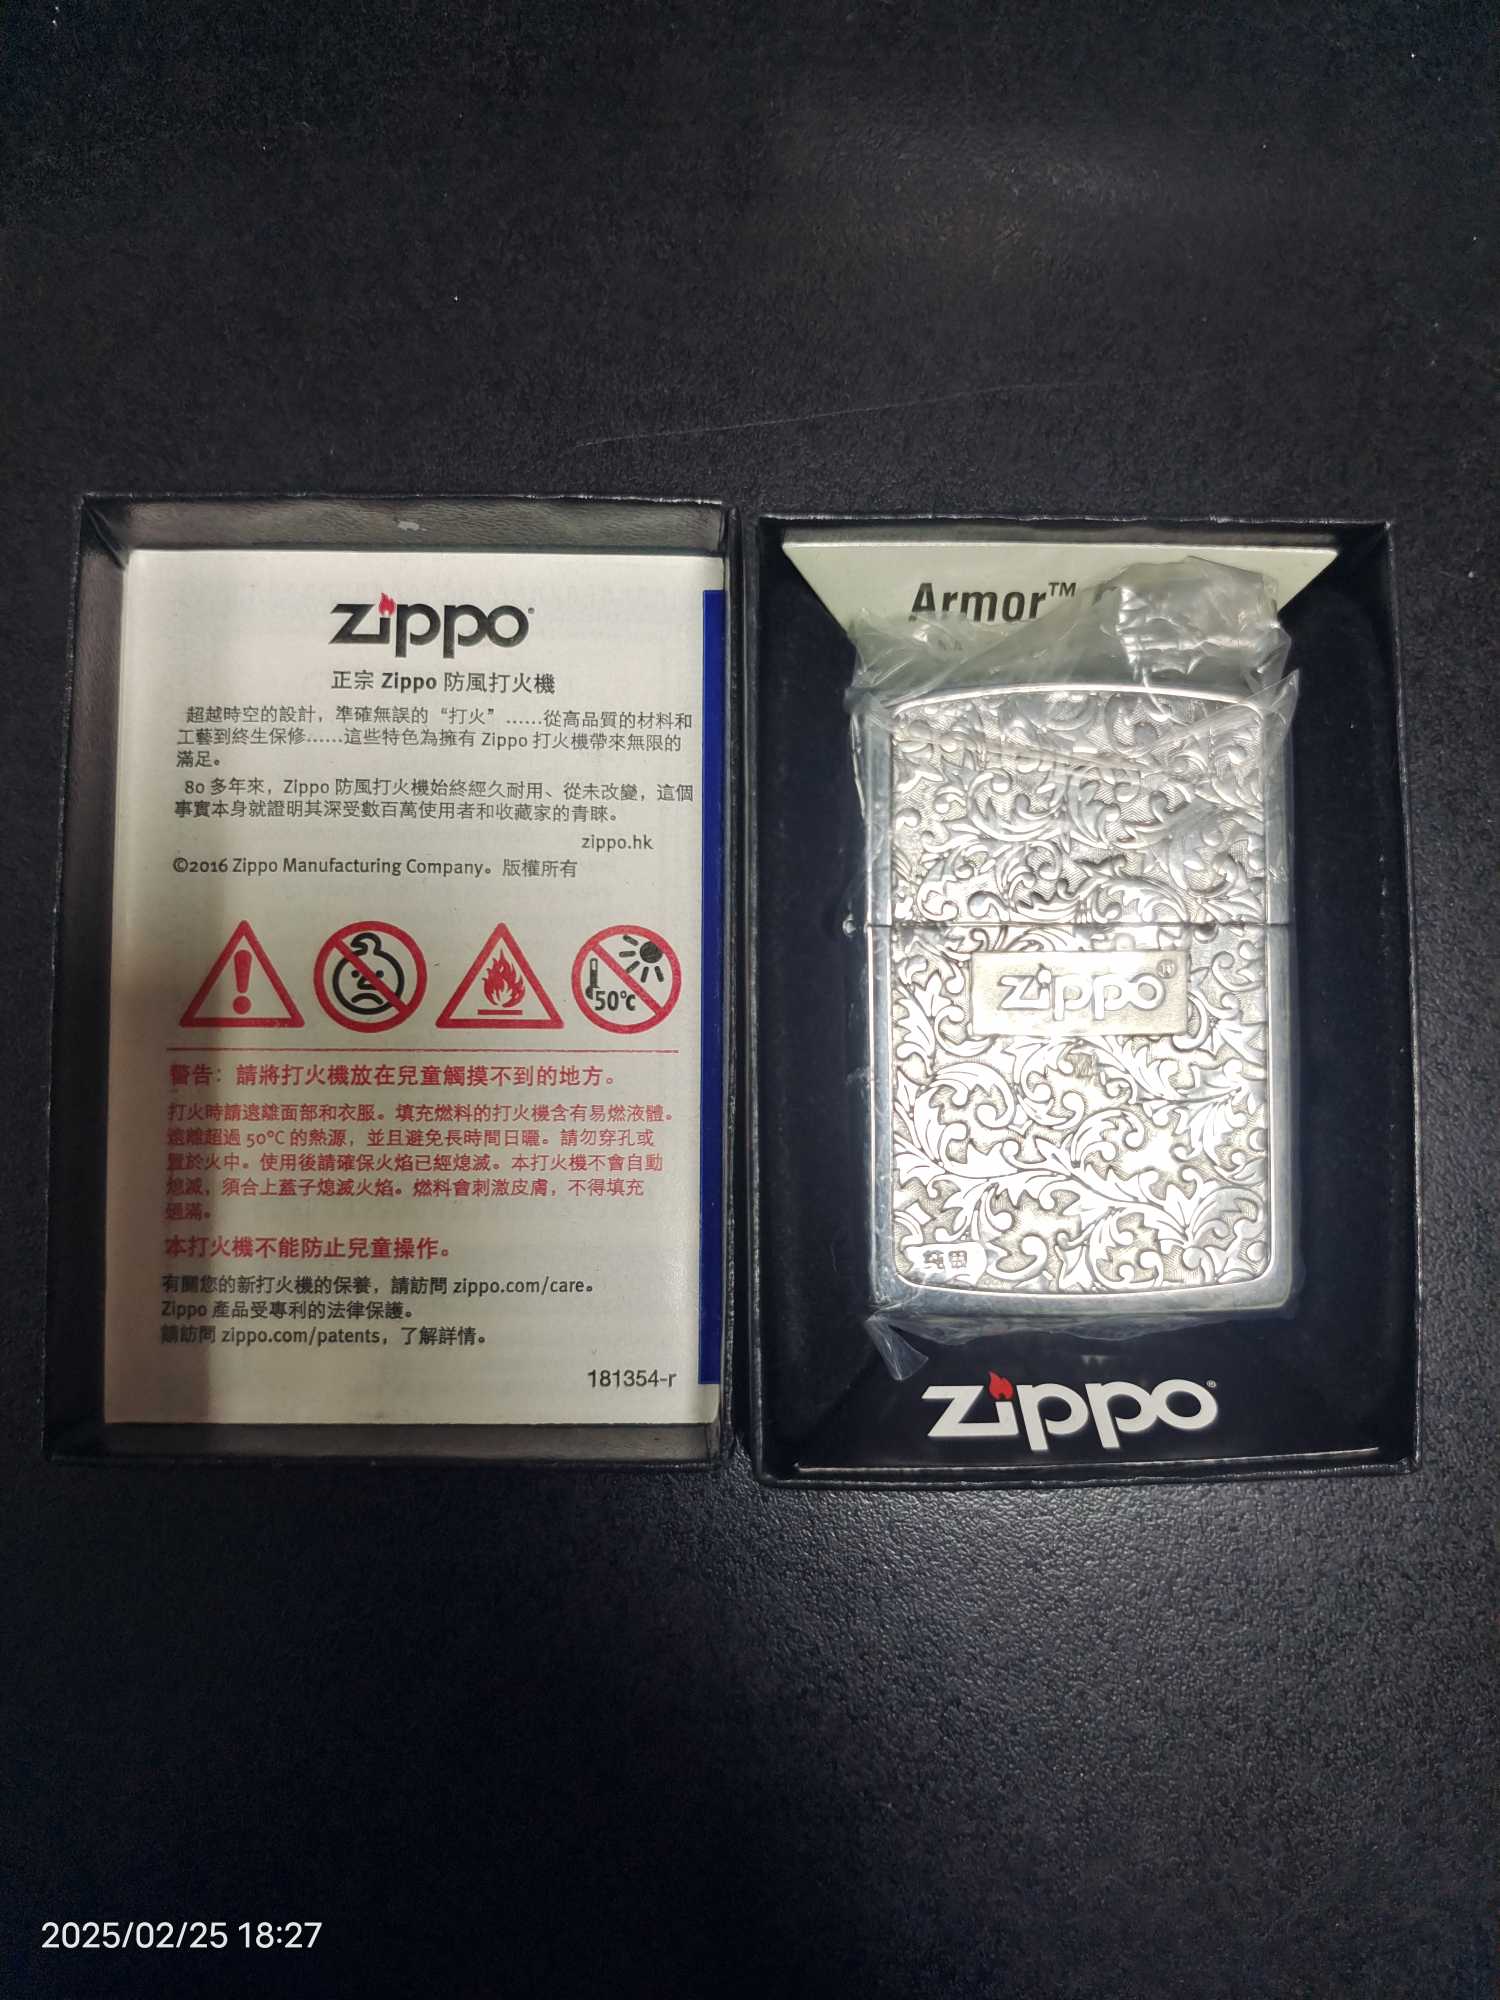 zippo
正宗 Zippo 防風打火機
超越時空的設計，準確無誤的“打火”……從高品質的材料和
工藝到終生保修……這些特色為擁有 Zippo 打火機帶來無限的
滿足。
80 多年來，Zippo 防風打火機始終經久耐用、從未改變，這個
事實本身就證明其深受數百萬使用者和收藏家的青睞。
zippo.hk
©2016 Zippo Manufacturing Company。版權所有
50℃
警告：請將打火機放在兒童觸摸不到的地方。
打火時請遠離面部和衣服。填充燃料的打火機含有易燃液體。
遠離超過 50°C 的熱源，並且避免長時間日曬。請勿穿孔或
置於火中。使用後請確保火焰已經熄滅。本打火機不會自動
熄滅，須合上蓋子熄滅火焰。燃料會刺激皮膚，不得填充
過滿。
本打火機不能防止兒童操作。
有關您的新打火機的保養，請訪問 zippo.com/care。
Zippo 產品受專利的法律保護。
請訪問 zippo.com/patents，了解詳情。
181354-r
Armor™
zippo®
zippo®
2025/02/25 18:27